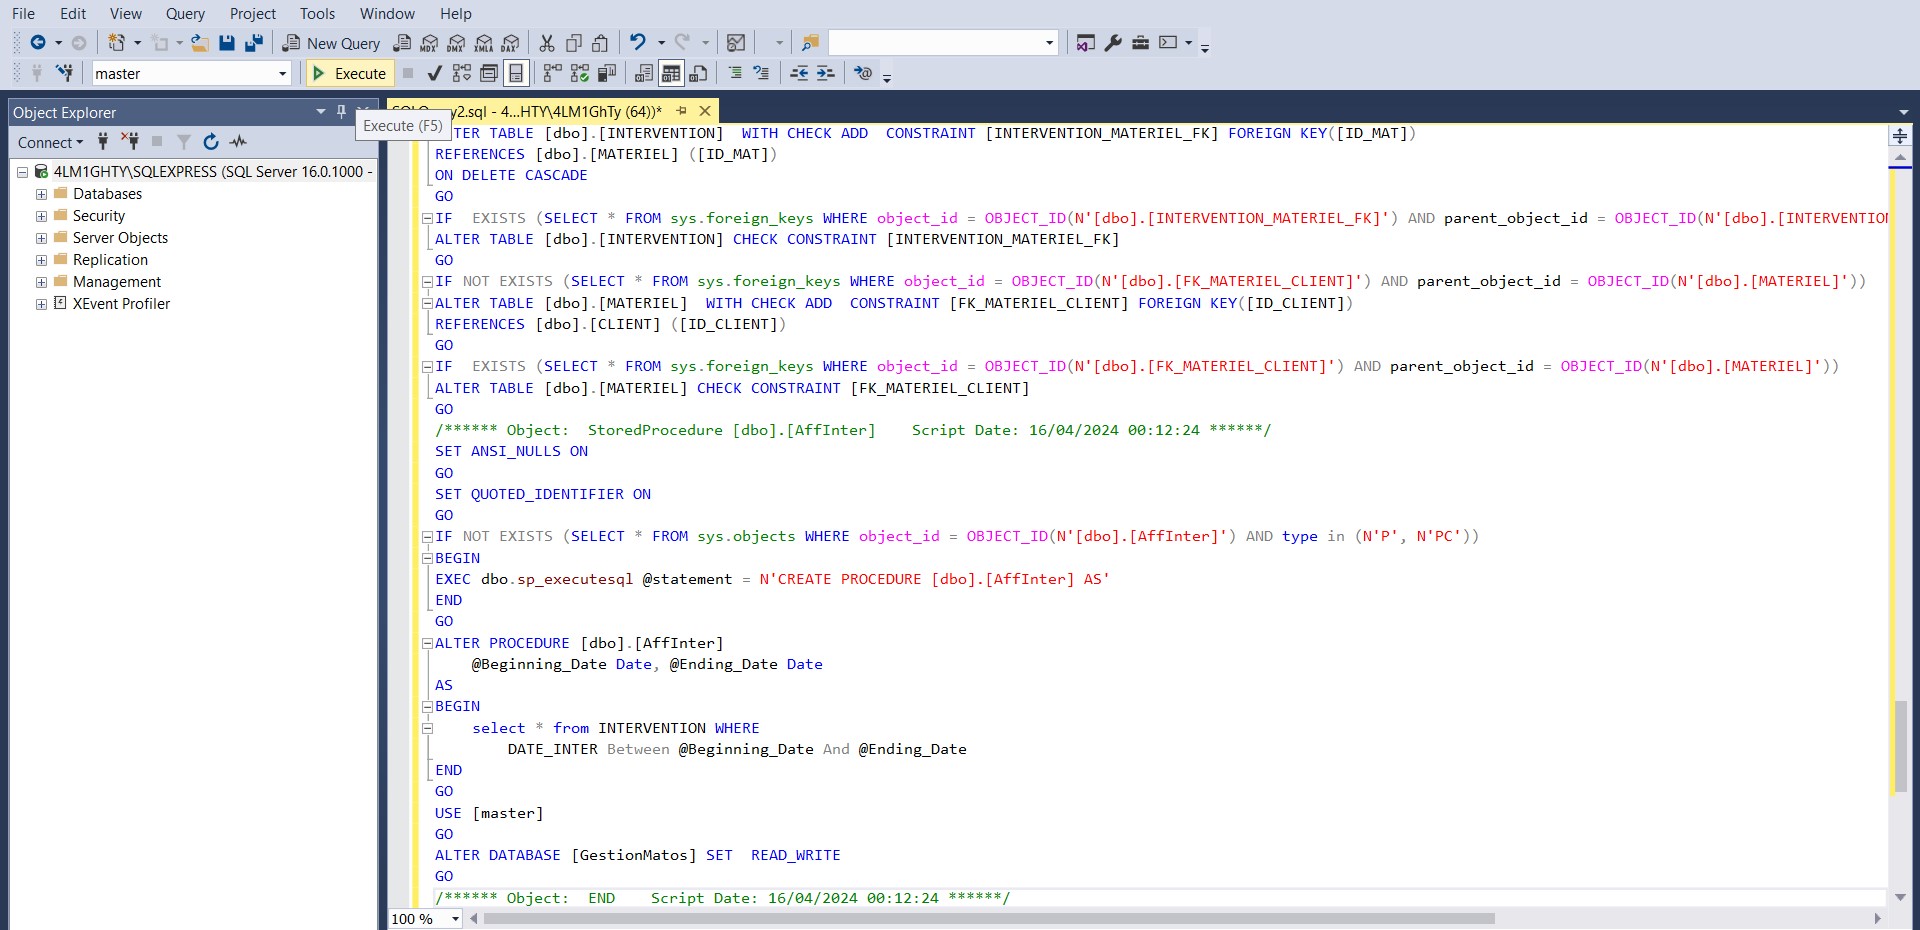 File Edit View Query Project Tools Window Help
New Query MDX DMX XMLA DAX
master Execute
Object Explorer
Execute (F5)
y2.sql - 4...HTY\4LM1GhTy (64))*
Connect
4LM1GHTY\SQLEXPRESS (SQL Server 16.0.1000 -
Databases
Security
Server Objects
Replication
Management
XEvent Profiler
TER TABLE [dbo].[INTERVENTION]  WITH CHECK ADD  CONSTRAINT [INTERVENTION_MATERIEL_FK] FOREIGN KEY([ID_MAT])
REFERENCES [dbo].[MATERIEL] ([ID_MAT])
ON DELETE CASCADE
GO
IF  EXISTS (SELECT * FROM sys.foreign_keys WHERE object_id = OBJECT_ID(N'[dbo].[INTERVENTION_MATERIEL_FK]') AND parent_object_id = OBJECT_ID(N'[dbo].[INTERVENTION
ALTER TABLE [dbo].[INTERVENTION] CHECK CONSTRAINT [INTERVENTION_MATERIEL_FK]
GO
IF NOT EXISTS (SELECT * FROM sys.foreign_keys WHERE object_id = OBJECT_ID(N'[dbo].[FK_MATERIEL_CLIENT]') AND parent_object_id = OBJECT_ID(N'[dbo].[MATERIEL]'))
ALTER TABLE [dbo].[MATERIEL]  WITH CHECK ADD  CONSTRAINT [FK_MATERIEL_CLIENT] FOREIGN KEY([ID_CLIENT])
REFERENCES [dbo].[CLIENT] ([ID_CLIENT])
GO
IF  EXISTS (SELECT * FROM sys.foreign_keys WHERE object_id = OBJECT_ID(N'[dbo].[FK_MATERIEL_CLIENT]') AND parent_object_id = OBJECT_ID(N'[dbo].[MATERIEL]'))
ALTER TABLE [dbo].[MATERIEL] CHECK CONSTRAINT [FK_MATERIEL_CLIENT]
GO
/****** Object:  StoredProcedure [dbo].[AffInter]    Script Date: 16/04/2024 00:12:24 ******/
SET ANSI_NULLS ON
GO
SET QUOTED_IDENTIFIER ON
GO
IF NOT EXISTS (SELECT * FROM sys.objects WHERE object_id = OBJECT_ID(N'[dbo].[AffInter]') AND type in (N'P', N'PC'))
BEGIN
EXEC dbo.sp_executesql @statement = N'CREATE PROCEDURE [dbo].[AffInter] AS'
END
GO
ALTER PROCEDURE [dbo].[AffInter]
@Beginning_Date Date, @Ending_Date Date
AS
BEGIN
select * from INTERVENTION WHERE
DATE_INTER Between @Beginning_Date And @Ending_Date
END
GO
USE [master]
GO
ALTER DATABASE [GestionMatos] SET  READ_WRITE
GO
/****** Object:  END    Script Date: 16/04/2024 00:12:24 ******/
100 %